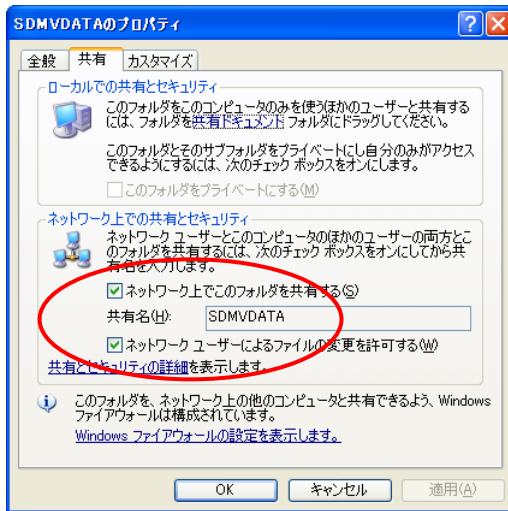 SDMVDATAのプロパティ
全般 共有 カスタマイズ
ローカルでの共有とセキュリティ
このフォルダをこのコンピュータのみを使うほかのユーザーと共有する
には、フォルダを共有ドキュメント フォルダにドラッグしてください。
このフォルダとそのサブフォルダをプライベートにし自分のみがアクセス
できるようにするには、次のチェック ボックスをオンにします。
このフォルダをプライベートにする(M)
ネットワーク上での共有とセキュリティ
ネットワーク ユーザーとこのコンピュータのほかのユーザーの両方とこ
のフォルダを共有するには、次のチェック ボックスをオンにしてから共
有名を入力します。
ネットワーク上でこのフォルダを共有する(S)
共有名(H): SDMVDATA
ネットワーク ユーザーによるファイルの変更を許可する(W)
共有とセキュリティの詳細を表示します。
このフォルダを、ネットワーク上の他のコンピュータと共有できるよう、Windows
ファイアウォールは構成されています。
Windows ファイアウォールの設定を表示します。
OK キャンセル 適用(A)